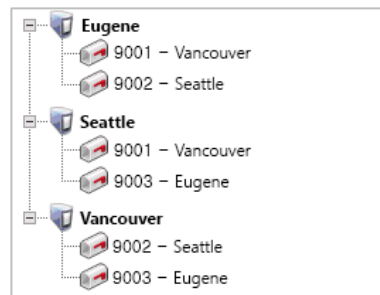 Eugene
9001 – Vancouver
9002 – Seattle
Seattle
9001 – Vancouver
9003 – Eugene
Vancouver
9002 – Seattle
9003 – Eugene